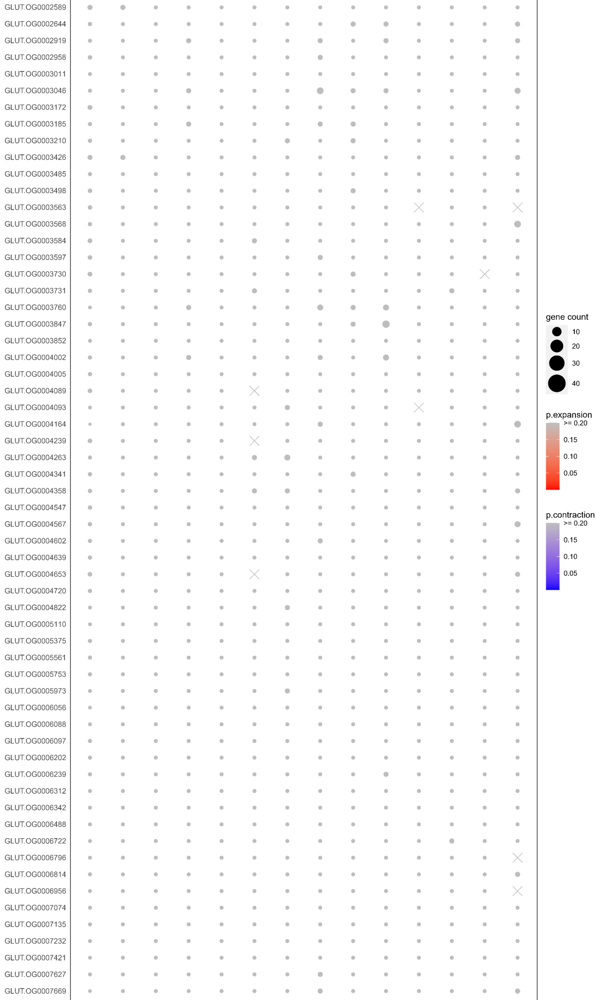 GLUT.OG0002589
GLUT.OG0002644
GLUT.OG0002919
GLUT.OG0002958
GLUT.OG0003011
GLUT.OG0003046
GLUT.OG0003172
GLUT.OG0003185
GLUT.OG0003210
GLUT.OG0003426
GLUT.OG0003485
GLUT.OG0003498
GLUT.OG0003563
GLUT.OG0003568
GLUT.OG0003584
GLUT.OG0003597
GLUT.OG0003730
GLUT.OG0003731
GLUT.OG0003760
GLUT.OG0003847
GLUT.OG0003852
GLUT.OG0004002
GLUT.OG0004005
GLUT.OG0004089
GLUT.OG0004093
GLUT.OG0004164
GLUT.OG0004239
GLUT.OG0004263
GLUT.OG0004341
GLUT.OG0004358
GLUT.OG0004547
GLUT.OG0004567
GLUT.OG0004602
GLUT.OG0004639
GLUT.OG0004653
GLUT.OG0004720
GLUT.OG0004822
GLUT.OG0005110
GLUT.OG0005375
GLUT.OG0005561
GLUT.OG0005753
GLUT.OG0005973
GLUT.OG0006056
GLUT.OG0006088
GLUT.OG0006097
GLUT.OG0006202
GLUT.OG0006239
GLUT.OG0006312
GLUT.OG0006342
GLUT.OG0006488
GLUT.OG0006722
GLUT.OG0006796
GLUT.OG0006814
GLUT.OG0006956
GLUT.OG0007074
GLUT.OG0007135
GLUT.OG0007232
GLUT.OG0007421
GLUT.OG0007627
GLUT.OG0007669
gene count
10
20
30
40
p.expansion
>= 0.20
0.15
0.10
0.05
p.contraction
>= 0.20
0.15
0.10
0.05